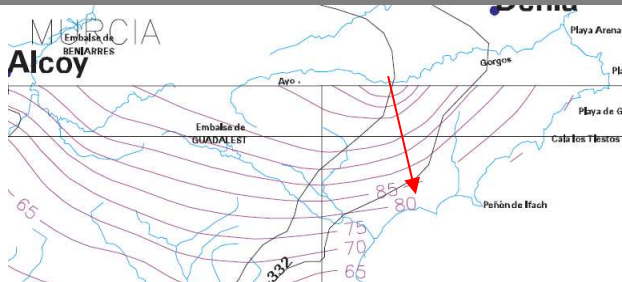 Denia
MURCIA
Embalse de
BENIARRES
Alcoy
Playa Arena
Gorgos
Pla
Ayo .
Playa de G
Embalse de
GUADALEST
Cala los Tiestos
65
85
80
Peñón de Ifach
75
70
332
65